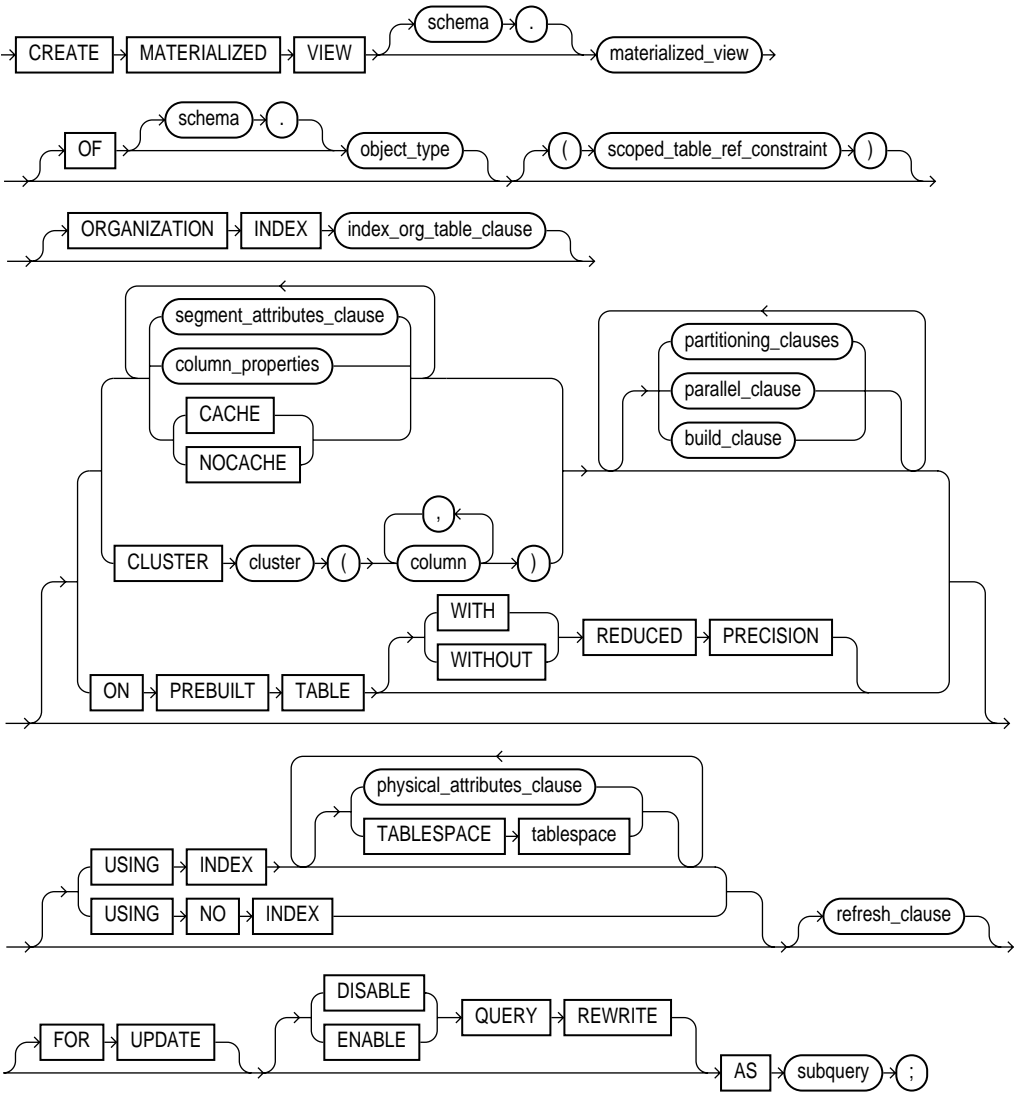 schema .
CREATE MATERIALIZED VIEW materialized_view
schema .
OF object_type ( scoped_table_ref_constraint )
ORGANIZATION INDEX index_org_table_clause
segment_attributes_clause
partitioning_clauses
column_properties
parallel_clause
CACHE
build_clause
NOCACHE
,
CLUSTER cluster ( column )
WITH
REDUCED PRECISION
WITHOUT
ON PREBUILT TABLE
physical_attributes_clause
TABLESPACE tablespace
USING INDEX
USING NO INDEX
refresh_clause
DISABLE
QUERY REWRITE
FOR UPDATE
ENABLE
AS subquery ;